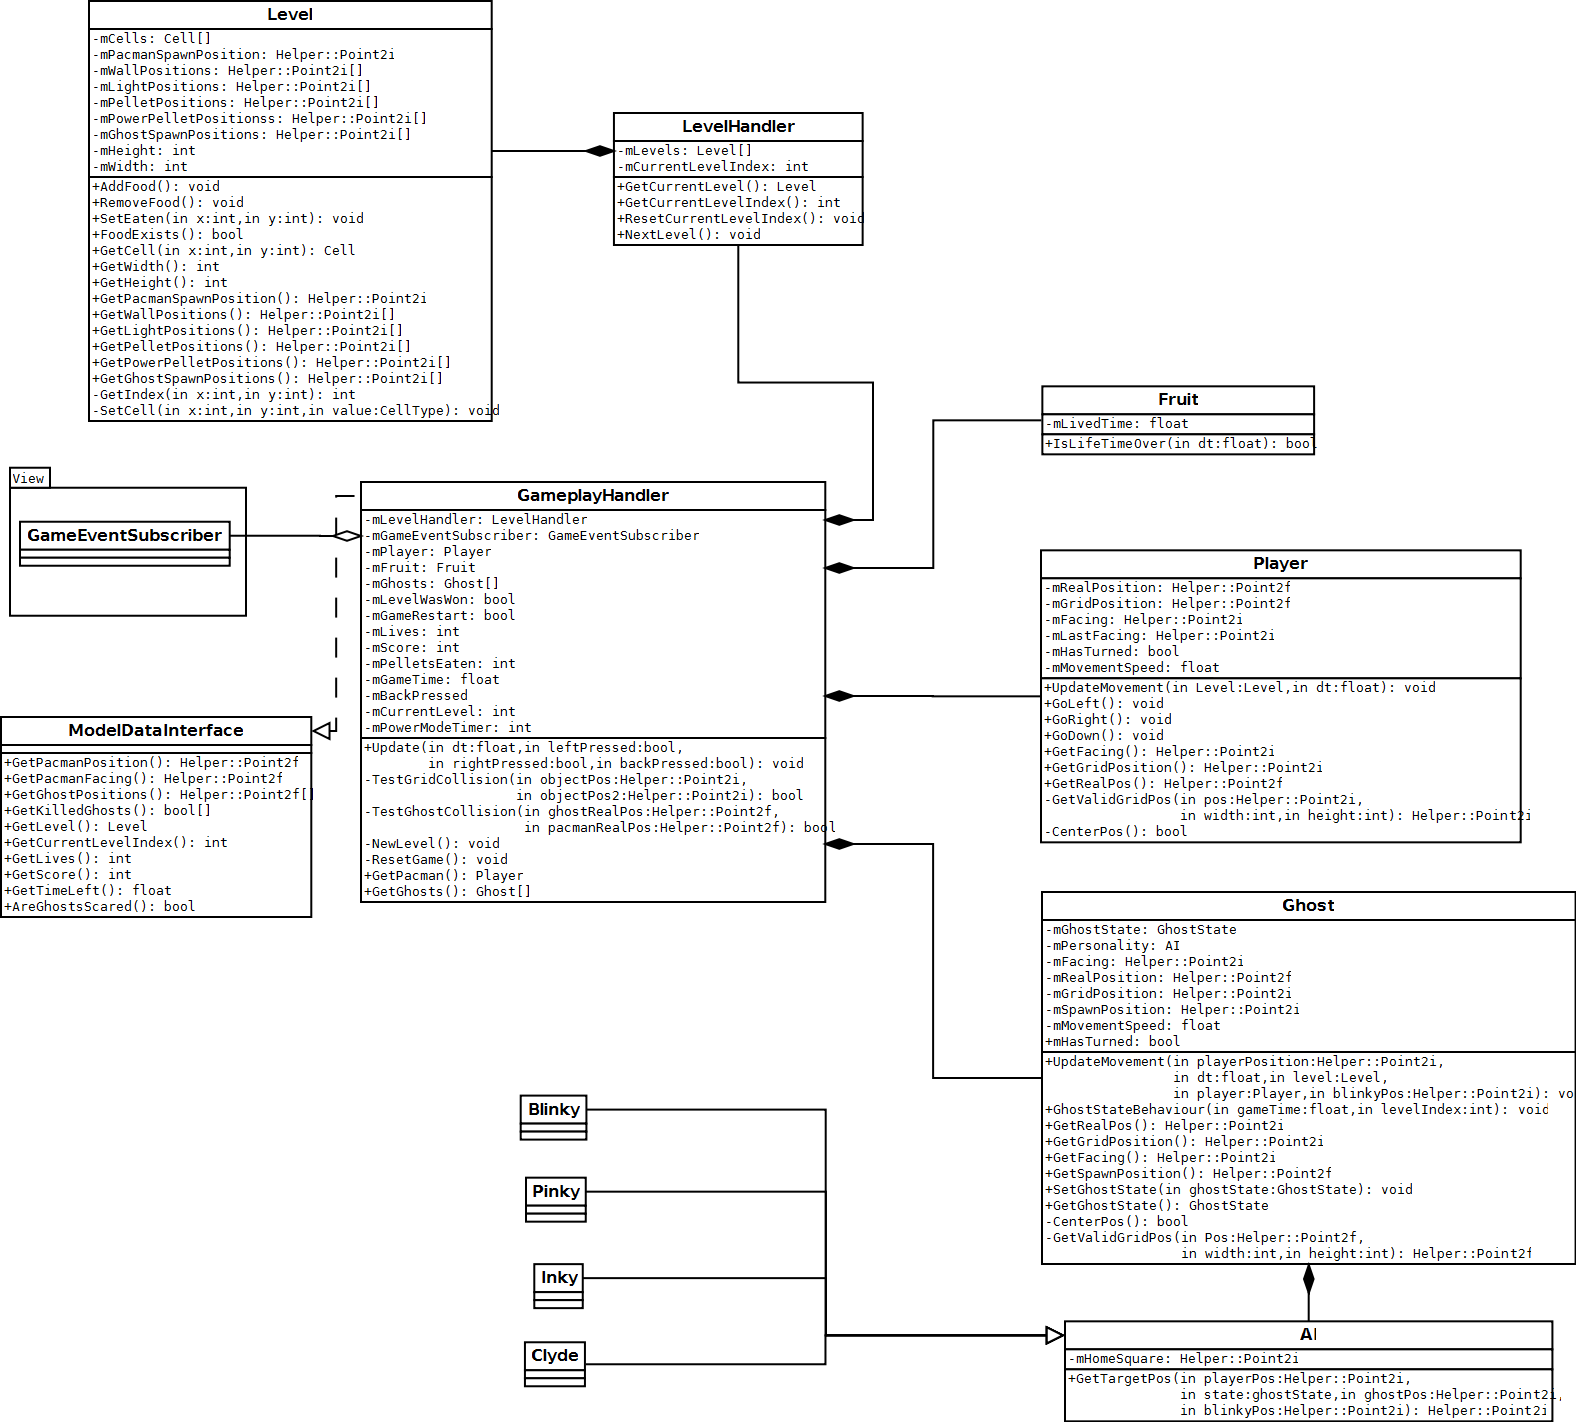 Level
-mCells: Cell[]
-mPacmanSpawnPosition: Helper::Point2i
-mWallPositions: Helper::Point2i[]
-mLightPositions: Helper::Point2i[]
-mPelletPositions: Helper::Point2i[]
-mPowerPelletPositionss: Helper::Point2i[]
-mGhostSpawnPositions: Helper::Point2i[]
-mHeight: int
-mWidth: int
+AddFood(): void
+RemoveFood(): void
+SetEaten(in x:int,in y:int): void
+FoodExists(): bool
+GetCell(in x:int,in y:int): Cell
+GetWidth(): int
+GetHeight(): int
+GetPacmanSpawnPosition(): Helper::Point2i
+GetWallPositions(): Helper::Point2i[]
+GetLightPositions(): Helper::Point2i[]
+GetPelletPositions(): Helper::Point2i[]
+GetPowerPelletPositions(): Helper::Point2i[]
+GetGhostSpawnPositions(): Helper::Point2i[]
-GetIndex(in x:int,in y:int): int
-SetCell(in x:int,in y:int,in value:CellType): void
LevelHandler
-mLevels: Level[]
-mCurrentLevelIndex: int
+GetCurrentLevel(): Level
+GetCurrentLevelIndex(): int
+ResetCurrentLevelIndex(): void
+NextLevel(): void
Fruit
-mLivedTime: float
+IsLifeTimeOver(in dt:float): bool
View
GameEventSubscriber
GameplayHandler
-mLevelHandler: LevelHandler
-mGameEventSubscriber: GameEventSubscriber
-mPlayer: Player
-mFruit: Fruit
-mGhosts: Ghost[]
-mLevelWasWon: bool
-mGameRestart: bool
-mLives: int
-mScore: int
-mPelletsEaten: int
-mGameTime: float
-mBackPressed
-mCurrentLevel: int
-mPowerModeTimer: int
+Update(in dt:float,in leftPressed:bool,
in rightPressed:bool,in backPressed:bool): void
-TestGridCollision(in objectPos:Helper::Point2i,
in objectPos2:Helper::Point2i): bool
-TestGhostCollision(in ghostRealPos:Helper::Point2f,
in pacmanRealPos:Helper::Point2f): bool
-NewLevel(): void
-ResetGame(): void
+GetPacman(): Player
+GetGhosts(): Ghost[]
Player
-mRealPosition: Helper::Point2f
-mGridPosition: Helper::Point2f
-mFacing: Helper::Point2i
-mLastFacing: Helper::Point2i
-mHasTurned: bool
-mMovementSpeed: float
+UpdateMovement(in Level:Level,in dt:float): void
+GoLeft(): void
+GoRight(): void
+GoDown(): void
+GetFacing(): Helper::Point2i
+GetGridPosition(): Helper::Point2i
+GetRealPos(): Helper::Point2f
-GetValidGridPos(in pos:Helper::Point2i,
in width:int,in height:int): Helper::Point2i
-CenterPos(): bool
ModelDataInterface
+GetPacmanPosition(): Helper::Point2f
+GetPacmanFacing(): Helper::Point2f
+GetGhostPositions(): Helper::Point2f[]
+GetKilledGhosts(): bool[]
+GetLevel(): Level
+GetCurrentLevelIndex(): int
+GetLives(): int
+GetScore(): int
+GetTimeLeft(): float
+AreGhostsScared(): bool
Ghost
-mGhostState: GhostState
-mPersonality: AI
-mFacing: Helper::Point2i
-mRealPosition: Helper::Point2f
-mGridPosition: Helper::Point2i
-mSpawnPosition: Helper::Point2i
-mMovementSpeed: float
+mHasTurned: bool
+UpdateMovement(in playerPosition:Helper::Point2i,
in dt:float,in level:Level,
in player:Player,in blinkyPos:Helper::Point2i): vo
+GhostStateBehaviour(in gameTime:float,in levelIndex:int): void
+GetRealPos(): Helper::Point2i
+GetGridPosition(): Helper::Point2i
+GetFacing(): Helper::Point2i
+GetSpawnPosition(): Helper::Point2f
+SetGhostState(in ghostState:GhostState): void
+GetGhostState(): GhostState
-CenterPos(): bool
-GetValidGridPos(in Pos:Helper::Point2f,
in width:int,in height:int): Helper::Point2f
Blinky
Pinky
Inky
Clyde
AI
-mHomeSquare: Helper::Point2i
+GetTargetPos(in playerPos:Helper::Point2i,
in state:ghostState,in ghostPos:Helper::Point2i,
in blinkyPos:Helper::Point2i): Helper::Point2i